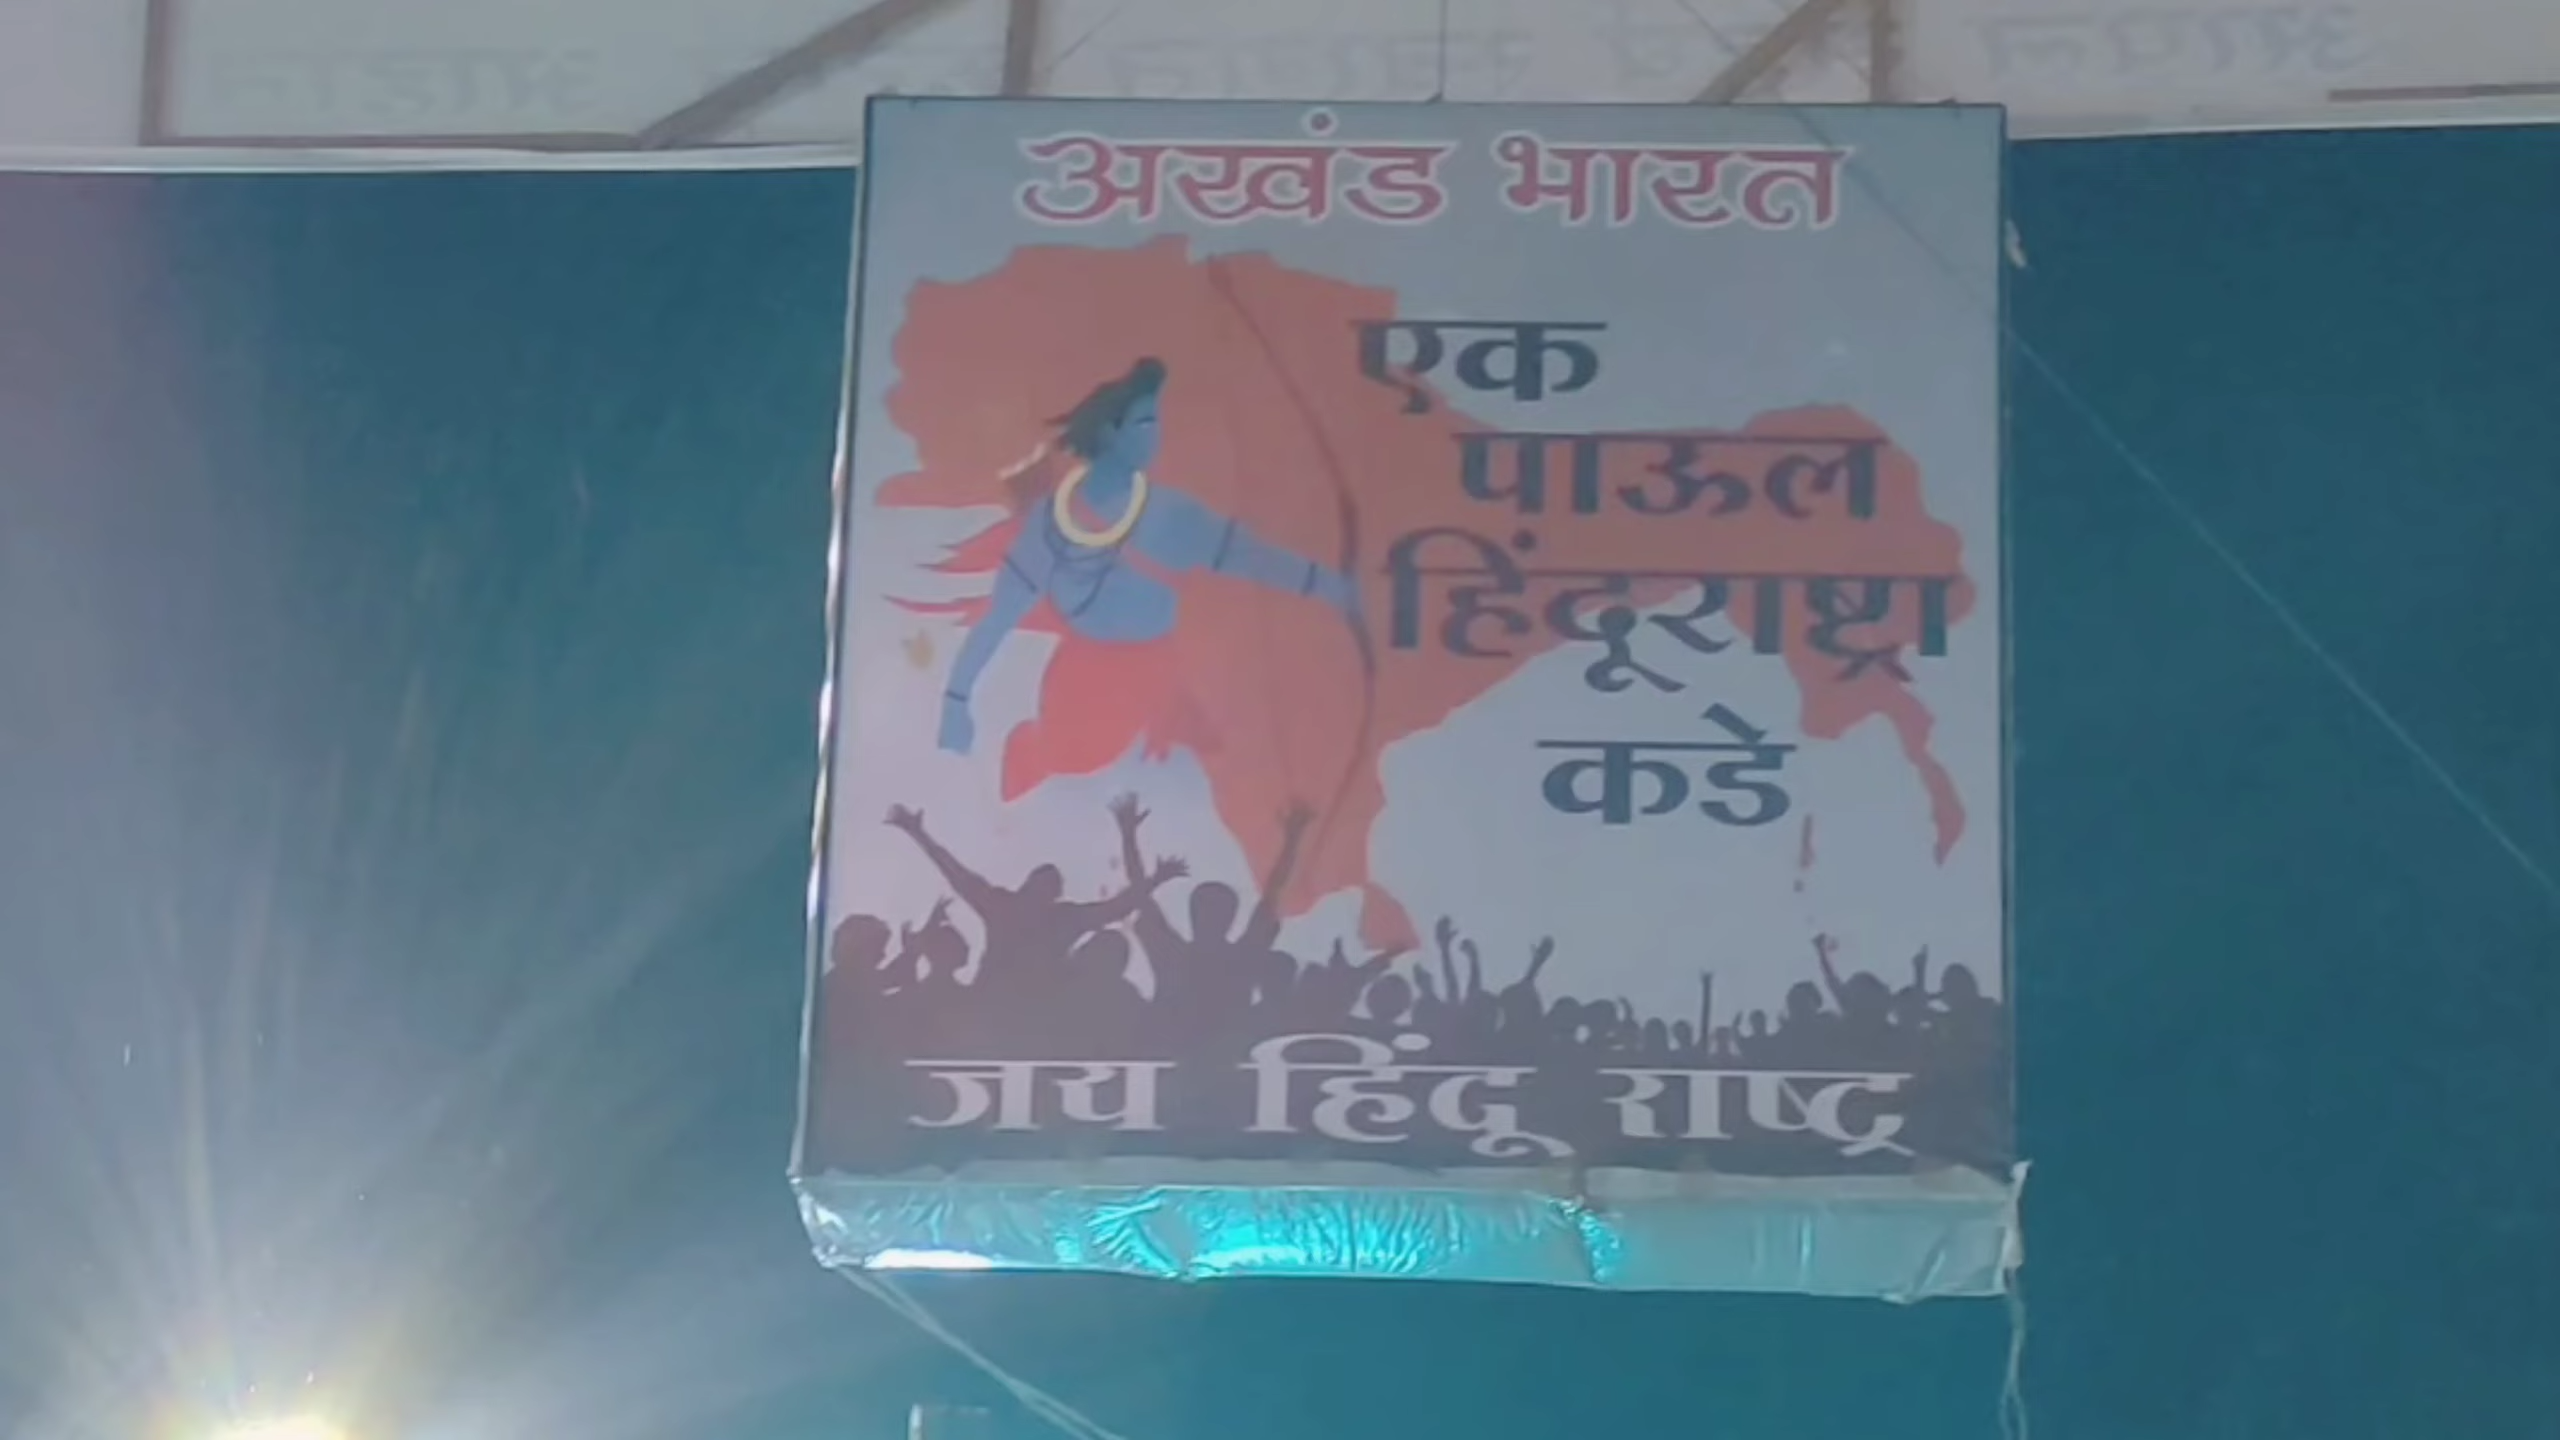 अखंड भारत
एक
पाऊल
हिंदूराष्ट्रा
कडे
जय हिंदू राष्ट्र